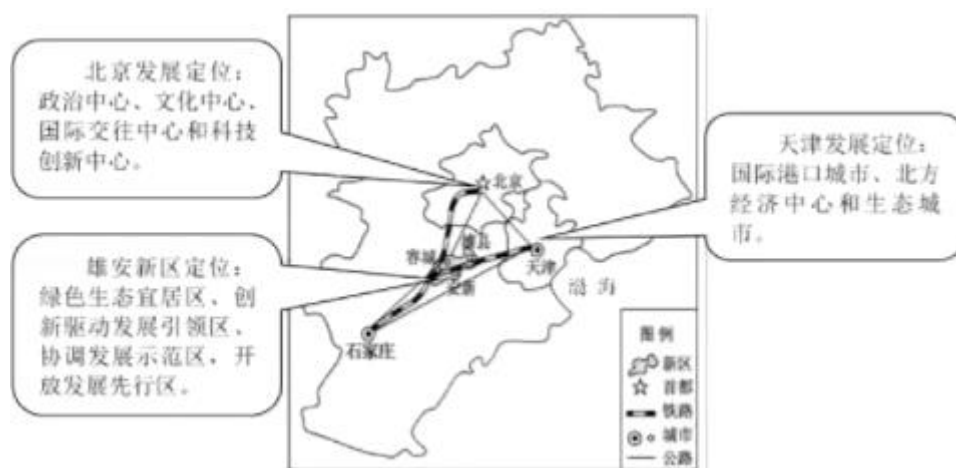 北京发展定位：
政治中心、文化中心、
国际交往中心和科技
创新中心。
天津发展定位：
国际港口城市、北方
经济中心和生态城
市。
雄安新区定位：
绿色生态宜居区、创
新驱动发展引领区、
协调发展示范区，开
放发展先行区。
北京
雄县
容城
安新
天津
渤海
石家庄
图例
新区
首都
铁路
城市
公路